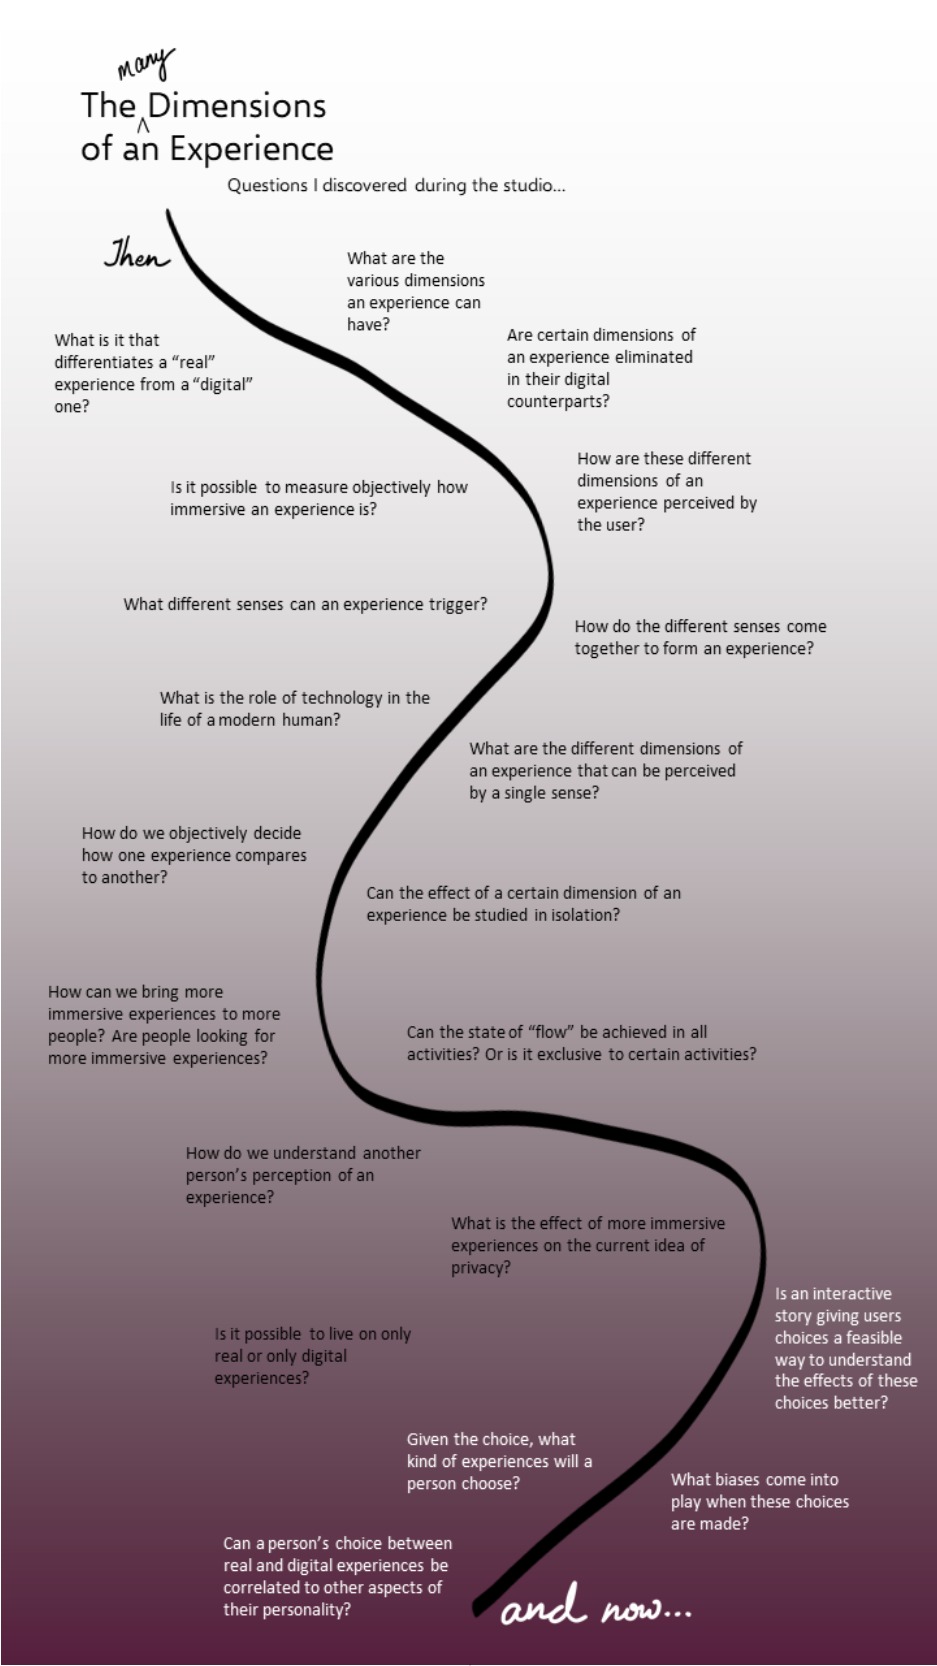 many
The ^ Dimensions
of an Experience
Questions I discovered during the studio...
Then
What are the
various dimensions
an experience can
have?
What is it that
differentiates a “real”
experience from a “digital”
one?
Are certain dimensions of
an experience eliminated
in their digital
counterparts?
How are these different
dimensions of an
experience perceived by
the user?
Is it possible to measure objectively how
immersive an experience is?
What different senses can an experience trigger?
How do the different senses come
together to form an experience?
What is the role of technology in the
life of a modern human?
What are the different dimensions of
an experience that can be perceived
by a single sense?
How do we objectively decide
how one experience compares
to another?
Can the effect of a certain dimension of an
experience be studied in isolation?
How can we bring more
immersive experiences to more
people? Are people looking for
more immersive experiences?
Can the state of “flow” be achieved in all
activities? Or is it exclusive to certain activities?
How do we understand another
person’s perception of an
experience?
What is the effect of more immersive
experiences on the current idea of
privacy?
Is an interactive
story giving users
choices a feasible
way to understand
the effects of these
choices better?
Is it possible to live on only
real or only digital
experiences?
Given the choice, what
kind of experiences will a
person choose?
What biases come into
play when these choices
are made?
Can a person’s choice between
real and digital experiences be
correlated to other aspects of
their personality?
and now...